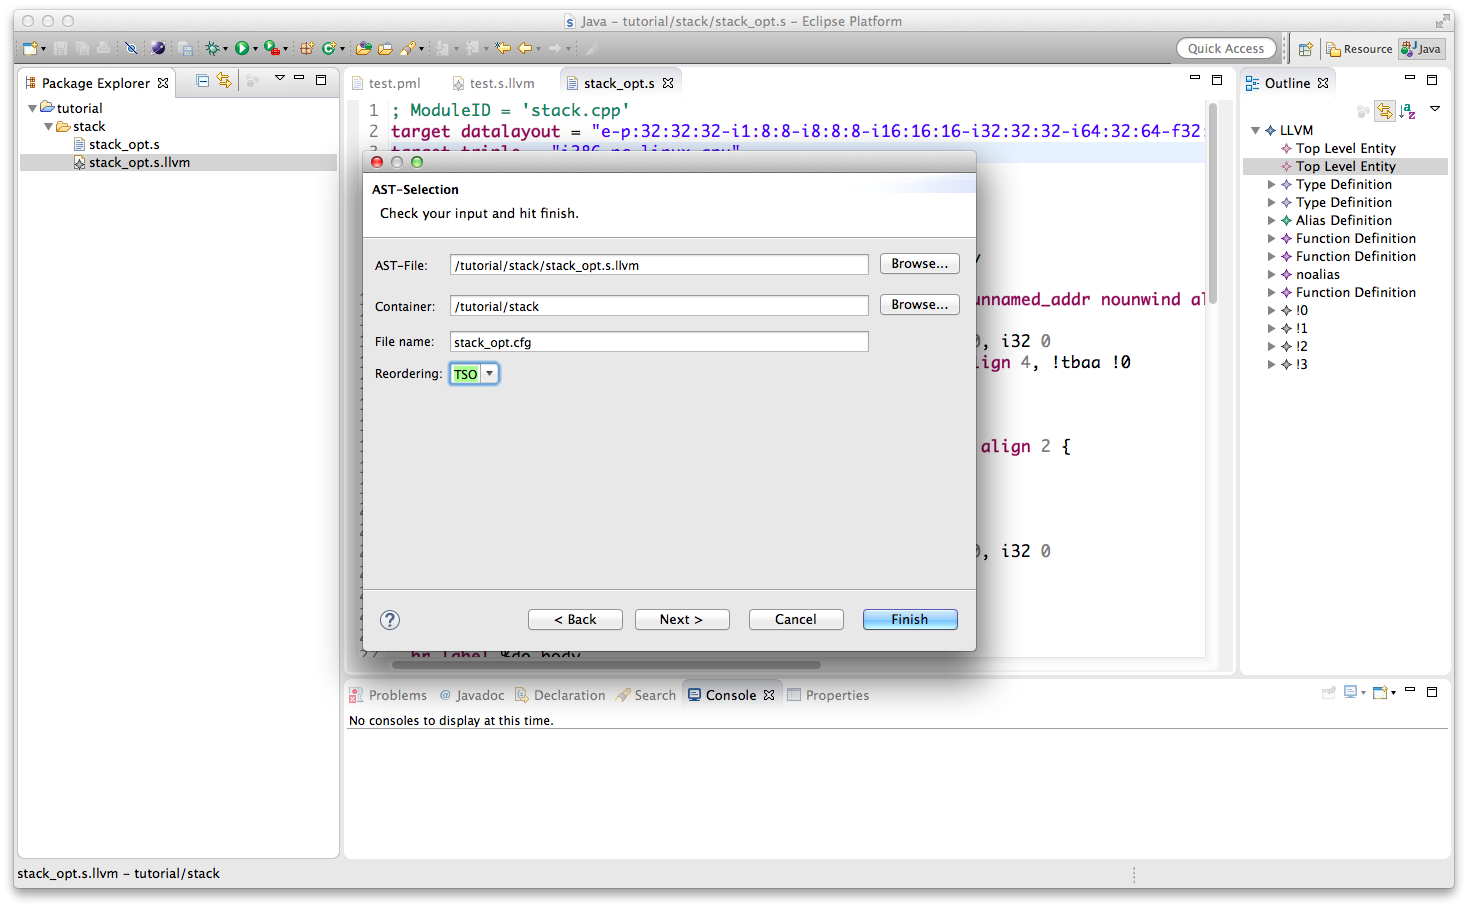 Java – tutorial/stack/stack_opt.s – Eclipse Platform
Quick Access
Resource
Java
Package Explorer
tutorial
stack
stack_opt.s
stack_opt.s.llvm
test.pml
test.s.llvm
stack_opt.s
1 ; ModuleID = 'stack.cpp'
2 target datalayout = "e-p:32:32:32-i1:8:8-i8:8:8-i16:16:16-i32:32:32-i64:32:64-f32:
unnamed_addr nounwind al
, i32 0
ign 4, !tbaa !0
align 2 {
, i32 0
AST-Selection
Check your input and hit finish.
AST-File:
/tutorial/stack/stack_opt.s.llvm
Browse...
Container:
/tutorial/stack
Browse...
File name:
stack_opt.cfg
Reordering:
TSO
?
< Back
Next >
Cancel
Finish
Outline
LLVM
Top Level Entity
Top Level Entity
Type Definition
Type Definition
Alias Definition
Function Definition
Function Definition
noalias
Function Definition
!0
!1
!2
!3
Problems
@ Javadoc
Declaration
Search
Console
Properties
No consoles to display at this time.
stack_opt.s.llvm – tutorial/stack